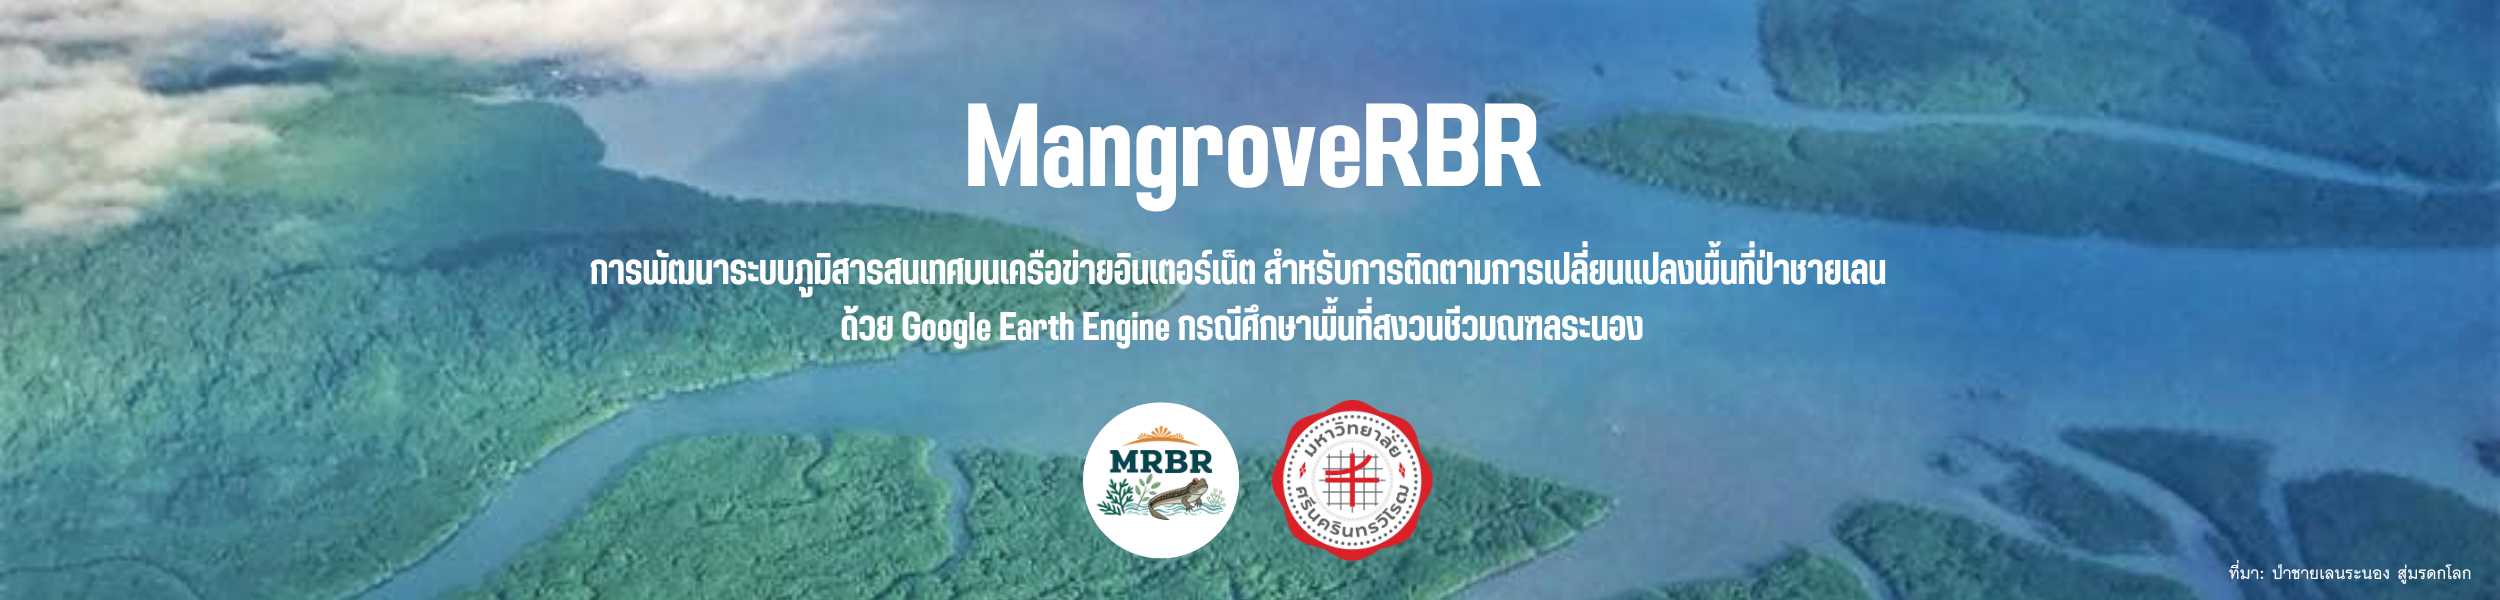 MangroveRBR
การพัฒนาระบบภูมิสารสนเทศบนเครือข่ายอินเตอร์เน็ต สำหรับการติดตามการเปลี่ยนแปลงพื้นที่ป่าชายเลน
ด้วย Google Earth Engine กรณีศึกษาพื้นที่สงวนชีวมณฑลระนอง
MRBR
มหาวิทยาลัย
ศรีนครินทรวิโรฒ
ที่มา: ป่าชายเลนระนอง สู่มรดกโลก